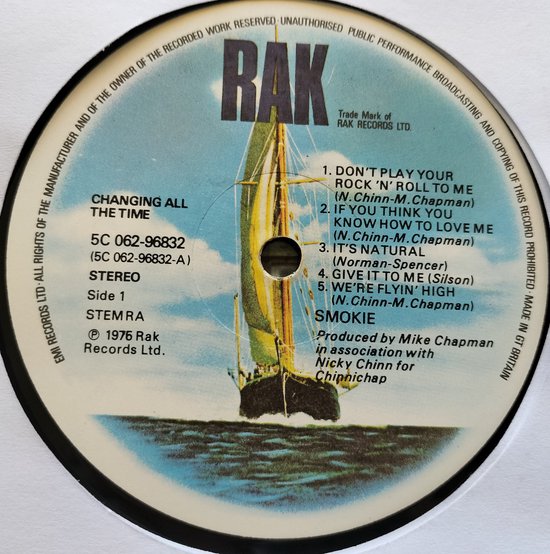 EMI RECORDS LTD · ALL RIGHTS OF THE MANUFACTURER AND OF THE OWNER OF THE RECORDED WORK RESERVED · UNAUTHORISED PUBLIC PERFORMANCE BROADCASTING AND COPYING OF THIS RECORD PROHIBITED · MADE IN GT BRITAIN
RAK
Trade Mark of
RAK RECORDS LTD.
CHANGING ALL
THE TIME
5C 062-96832
(5C 062-96832-A)
STEREO
Side 1
STEMRA
℗ 1975 Rak
Records Ltd.
1. DON'T PLAY YOUR
ROCK 'N' ROLL TO ME
(N.Chinn-M.Chapman)
2. IF YOU THINK YOU
KNOW HOW TO LOVE ME
(N.Chinn-M.Chapman)
3. IT'S NATURAL
(Norman-Spencer)
4. GIVE IT TO ME (Silson)
5. WE'RE FLYIN' HIGH
(N.Chinn-M.Chapman)
SMOKIE
Produced by Mike Chapman
in association with
Nicky Chinn for
Chipnichap